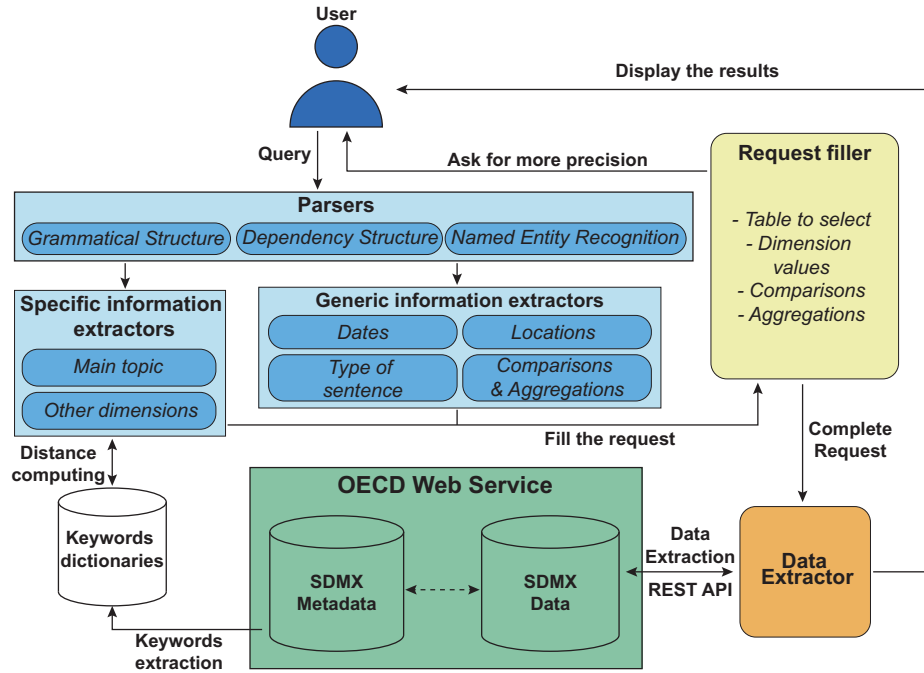 User
Display the results
Query
Ask for more precision
Request filler
- Table to select
- Dimension
values
- Comparisons
- Aggregations
Parsers
Grammatical Structure
Dependency Structure
Named Entity Recognition
Specific information
extractors
Main topic
Other dimensions
Generic information extractors
Dates
Locations
Type of
sentence
Comparisons
& Aggregations
Fill the request
Complete
Request
Distance
computing
Keywords
dictionaries
Keywords
extraction
OECD Web Service
SDMX
Metadata
SDMX
Data
Data
Extraction
REST API
Data
Extractor